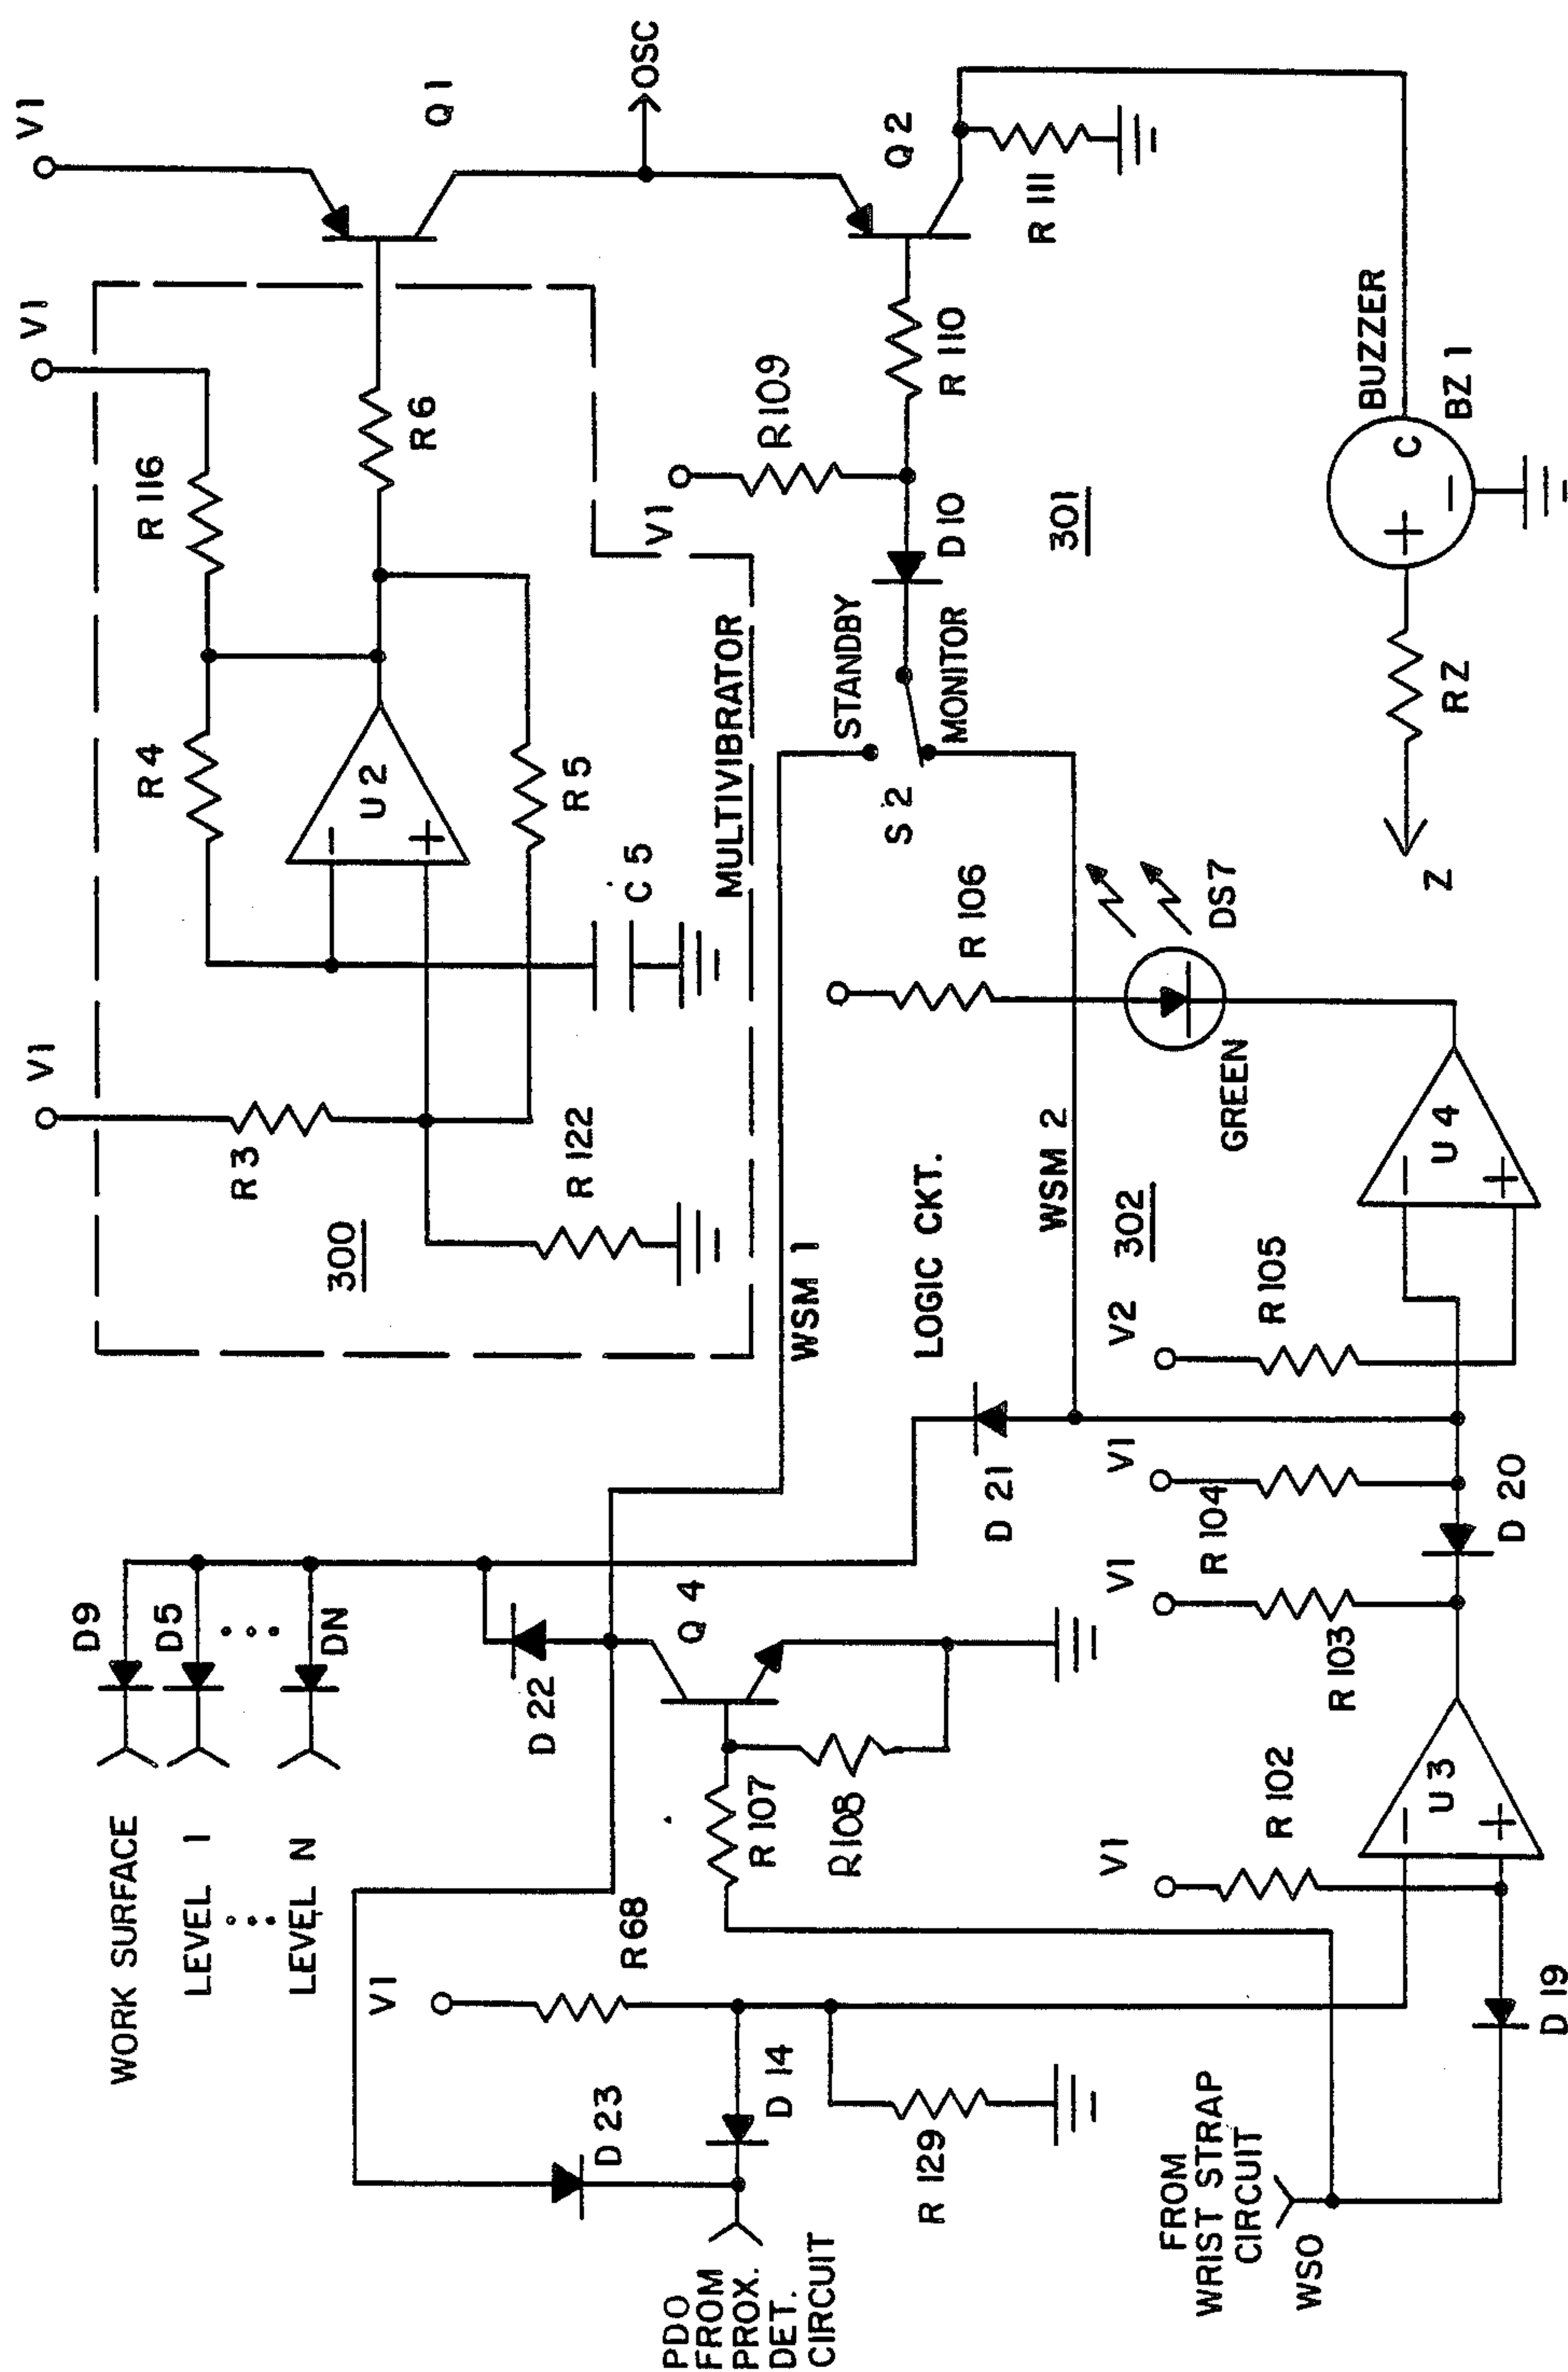 WORK SURFACE
LEVEL 1
LEVEL N
D9
D5
DN
V1
V1
V1
R3
R4
R116
U2
−
+
R6
Q1
R5
C5
R122
300
MULTIVIBRATOR
OSC
Q2
R111
R110
R109
V1
D10
301
STANDBY
MONITOR
S2
WSM 1
WSM 2
LOGIC CKT.
D22
Q4
R107
R108
R68
V1
D23
D14
R129
PDO
FROM
PROX.
DET.
CIRCUIT
D21
R106
DS7
GREEN
302
V2
R105
V1
R104
V1
R103
D20
U4
−
+
V1
R102
U3
−
+
D19
FROM
WRIST STRAP
CIRCUIT
WSO
BUZZER
BZ1
+
−
C
RZ
Z